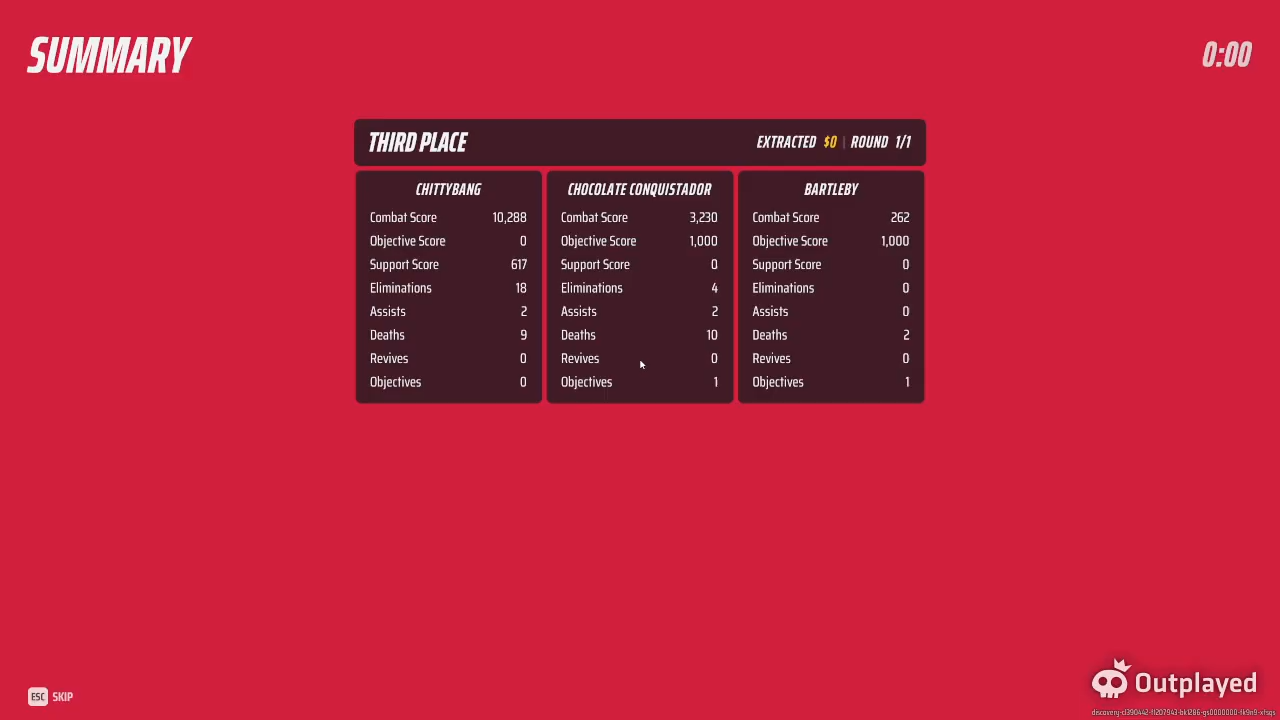 SUMMARY
0:00
THIRD PLACE
EXTRACTED $0 | ROUND 1/1
CHITTYBANG
Combat Score 10,288
Objective Score 0
Support Score 617
Eliminations 18
Assists 2
Deaths 9
Revives 0
Objectives 0
CHOCOLATE CONQUISTADOR
Combat Score 3,230
Objective Score 1,000
Support Score 0
Eliminations 4
Assists 2
Deaths 10
Revives 0
Objectives 1
BARTLEBY
Combat Score 262
Objective Score 1,000
Support Score 0
Eliminations 0
Assists 0
Deaths 2
Revives 0
Objectives 1
ESC SKIP
Outplayed